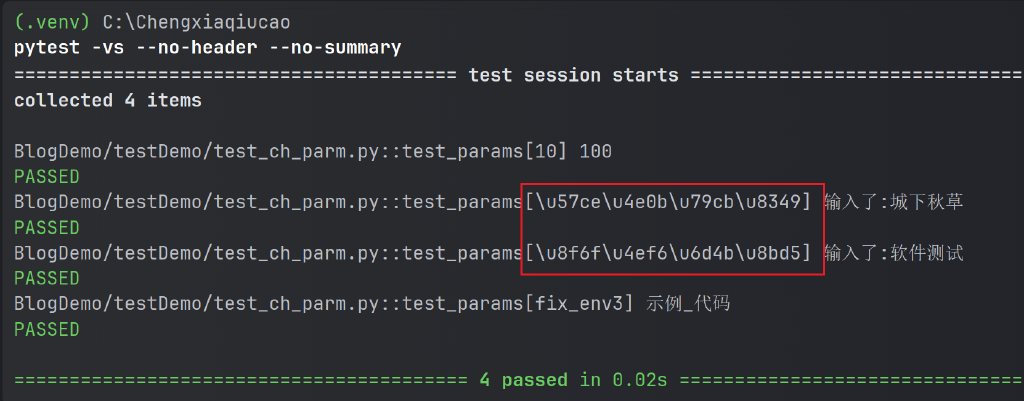 (.venv) C:\Chengxiaqiucao
pytest -vs --no-header --no-summary
======================================== test session starts ==============================
collected 4 items
BlogDemo/testDemo/test_ch_parm.py::test_params[10] 100
PASSED
BlogDemo/testDemo/test_ch_parm.py::test_params[\u57ce\u4e0b\u79cb\u8349] 输入了:城下秋草
PASSED
BlogDemo/testDemo/test_ch_parm.py::test_params[\u8f6f\u4ef6\u6d4b\u8bd5] 输入了:软件测试
PASSED
BlogDemo/testDemo/test_ch_parm.py::test_params[fix_env3] 示例_代码
PASSED
========================================= 4 passed in 0.02s ===============================